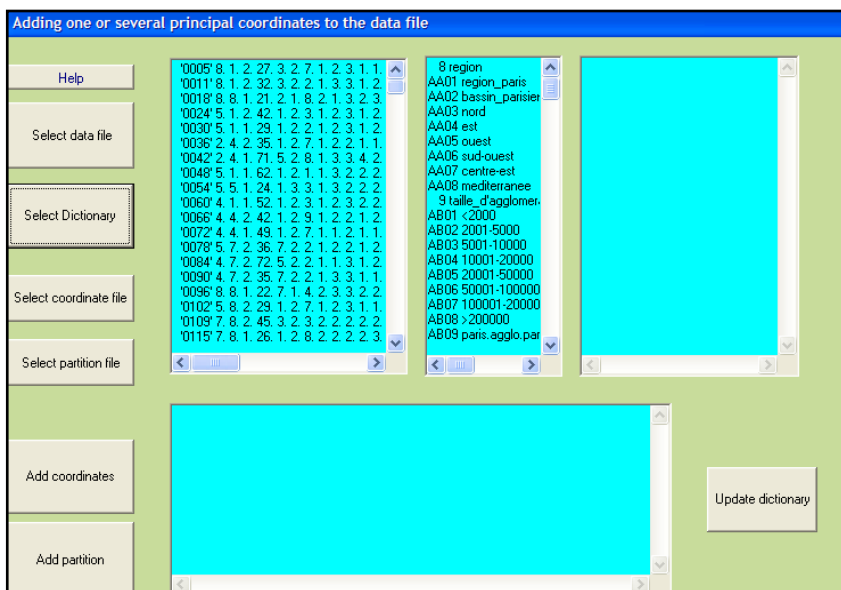 Adding one or several principal coordinates to the data file
Help
Select data file
Select Dictionary
Select coordinate file
Select partition file
Add coordinates
Add partition
'0005' 8. 1. 2. 27. 3. 2. 7. 1. 2. 3. 1. 1.
'0011' 8. 1. 2. 32. 3. 2. 2. 1. 3. 3. 1. 2.
'0018' 8. 8. 1. 21. 2. 1. 8. 2. 1. 3. 2. 3.
'0024' 5. 1. 2. 42. 1. 2. 3. 1. 2. 3. 1. 2.
'0030' 5. 1. 1. 29. 1. 2. 2. 1. 2. 3. 1. 2.
'0036' 2. 4. 2. 35. 1. 2. 7. 1. 2. 2. 1. 1.
'0042' 2. 4. 1. 71. 5. 2. 8. 1. 3. 3. 4. 2.
'0048' 5. 1. 1. 62. 1. 2. 1. 1. 3. 2. 2. 2.
'0054' 5. 5. 1. 24. 1. 3. 3. 1. 3. 2. 2. 2.
'0060' 4. 1. 1. 52. 1. 2. 3. 1. 2. 3. 2. 2.
'0066' 4. 4. 2. 42. 1. 2. 9. 1. 2. 2. 1. 2.
'0072' 4. 4. 1. 49. 1. 2. 7. 1. 1. 2. 1. 1.
'0078' 5. 7. 2. 36. 7. 2. 2. 1. 2. 2. 1. 2.
'0084' 4. 7. 2. 72. 5. 2. 2. 1. 1. 3. 1. 2.
'0090' 4. 7. 2. 35. 7. 2. 2. 1. 3. 3. 1. 1.
'0096' 8. 8. 1. 22. 7. 1. 4. 2. 3. 3. 2. 2.
'0102' 5. 8. 2. 29. 1. 2. 7. 1. 2. 3. 1. 1.
'0109' 7. 8. 2. 45. 3. 2. 3. 2. 2. 2. 2. 2.
'0115' 7. 8. 1. 26. 1. 2. 8. 2. 2. 2. 2. 3.
8 region
AA01 region_paris
AA02 bassin_parisier
AA03 nord
AA04 est
AA05 ouest
AA06 sud-ouest
AA07 centre-est
AA08 mediterranee
9 taille_d'agglomer
AB01 <2000
AB02 2001-5000
AB03 5001-10000
AB04 10001-20000
AB05 20001-50000
AB06 50001-100000
AB07 100001-20000
AB08 >200000
AB09 paris.agglo.par
Update dictionary